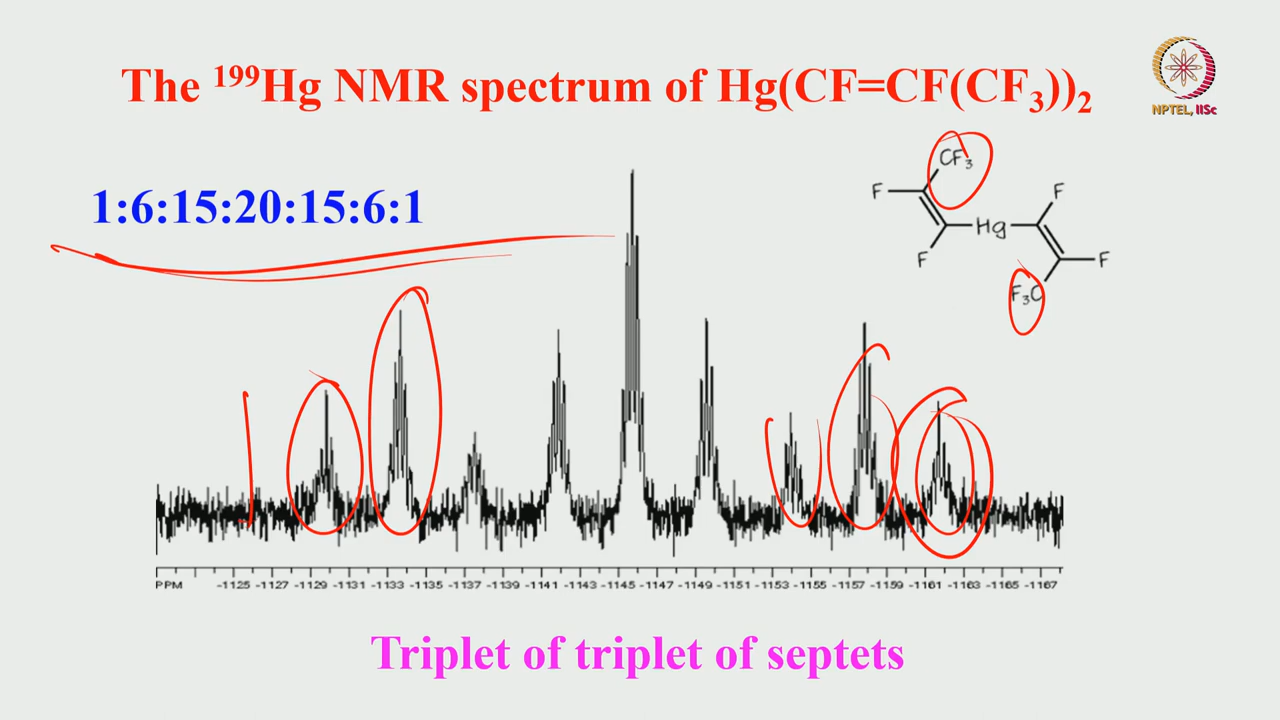 The ¹⁹⁹Hg NMR spectrum of Hg(CF=CF(CF₃))₂
NPTEL, IISc
1:6:15:20:15:6:1
CF₃
F
F
Hg
F
F
F₃C
PPM -1125 -1127 -1129 -1131 -1133 -1135 -1137 -1139 -1141 -1143 -1145 -1147 -1149 -1151 -1153 -1155 -1157 -1159 -1161 -1163 -1165 -1167
Triplet of triplet of septets